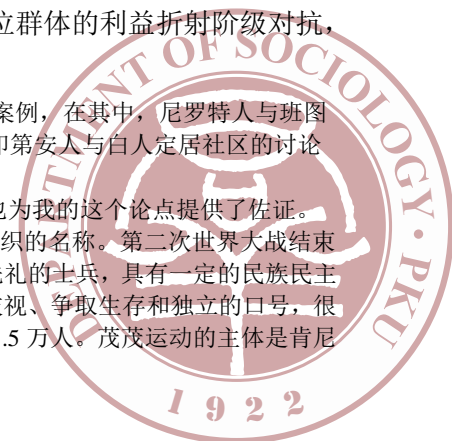 立群体的利益折射阶级对抗，
案例，在其中，尼罗特人与班图
印第安人与白人定居社区的讨论
也为我的这个论点提供了佐证。
织的名称。第二次世界大战结束
洗礼的士兵，具有一定的民族民主
歧视、争取生存和独立的口号，很
.5 万人。茂茂运动的主体是肯尼
DEPARTMENT OF SOCIOLOGY · PKU
1922